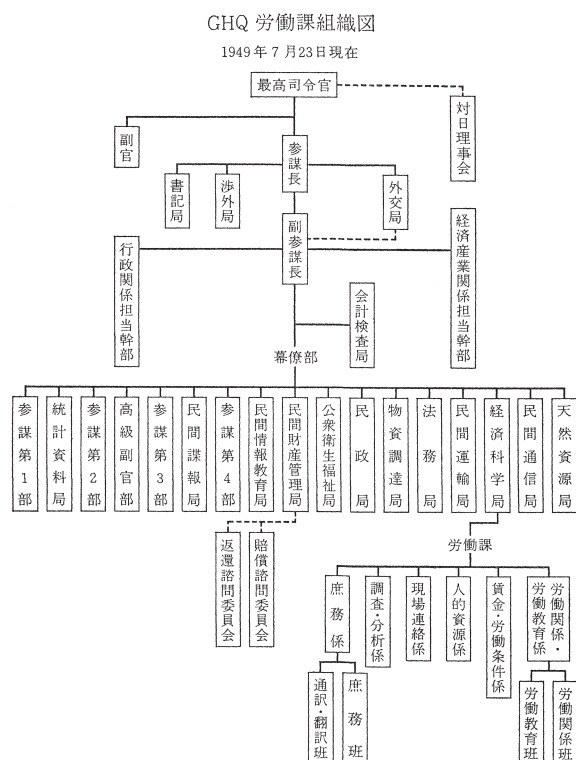 GHQ 労働課組織図
1949年7月23日現在
最高司令官
対日理事会
副官
参謀長
書記局
渉外局
外交局
副参謀長
行政関係担当幹部
経済産業関係担当幹部
会計検査局
幕僚部
参謀第1部
統計資料局
参謀第2部
高級副官部
参謀第3部
民間諜報局
参謀第4部
民間情報教育局
民間財産管理局
公衆衛生福祉局
民政局
物資調達局
法務局
民間運輸局
経済科学局
民間通信局
天然資源局
返還諮問委員会
賠償諮問委員会
労働課
庶務係
調査・分析係
現場連絡係
人的資源係
賃金・労働条件係
労働関係・
労働教育係
通訳・翻訳班
庶務班
労働教育班
労働関係班